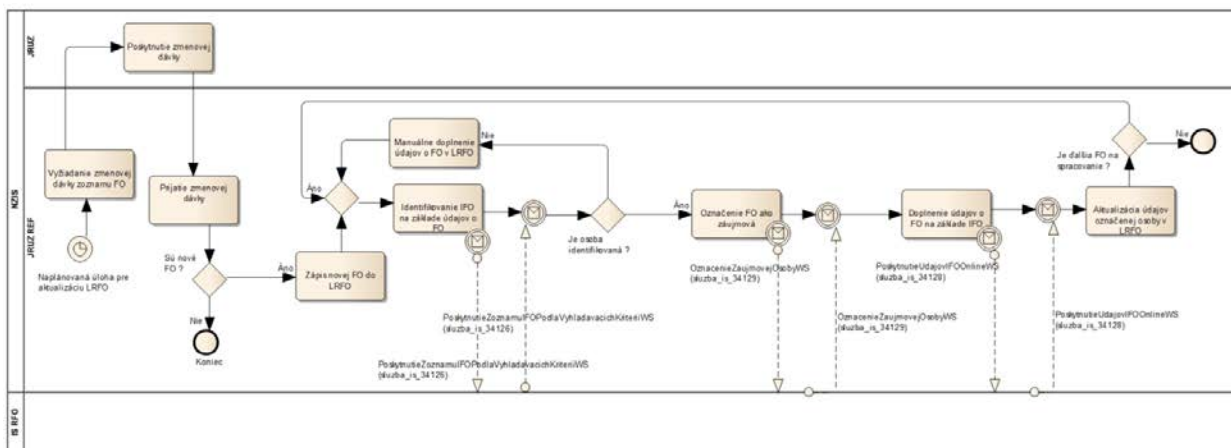 NZIS
JRUZ
JRUZ REF
IS RFO
Poskytnutie zmenovej
dávky
Vyžiadanie zmenovej
dávky zoznamu FO
Naplánovaná úloha pre
aktualizáciu LRFO
Prijatie zmenovej
dávky
Sú nové
FO ?
Nie
Koniec
Áno
Zápis novej FO do
LRFO
Áno
Manuálne doplnenie
údajov o FO v LRFO
Nie
Identifikovanie IFO
na základe údajov o
FO
Je osoba
identifikovaná ?
Áno
Označenie FO ako
záujmová
Doplnenie údajov o
FO na základe IFO
Aktualizácia údajov
označenej osoby v
LRFO
Je ďalšia FO na
spracovanie ?
Nie
PoskytnutieZoznamuIFOPodlaVyhladavacichKriteriiWS
(sluzba_is_34126)
PoskytnutieZoznamuIFOPodlaVyhladavacichKriteriiWS
(sluzba_is_34126)
OznacenieZaujmovejOsobyWS
(sluzba_is_34129)
OznacenieZaujmovejOsobyWS
(sluzba_is_34129)
PoskytnutieUdajovIFOOnlineWS
(sluzba_is_34128)
PoskytnutieUdajovIFOOnlineWS
(sluzba_is_34128)